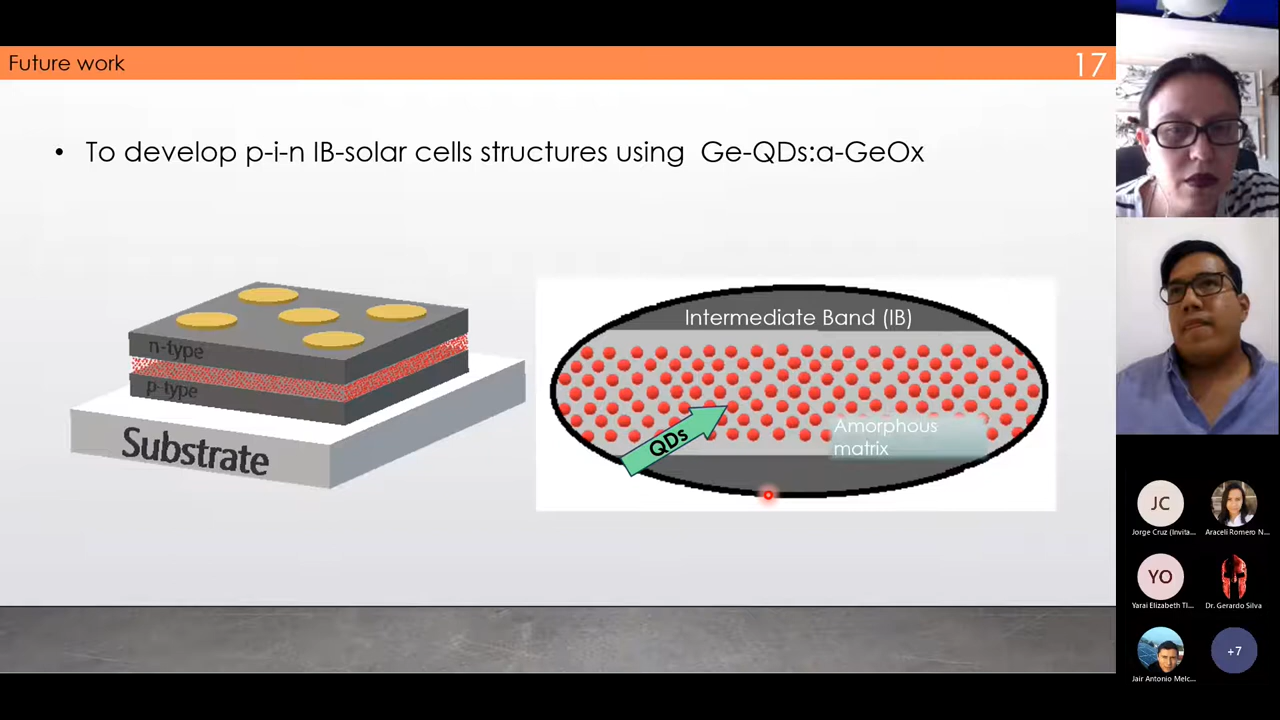 Future work
17
• To develop p-i-n IB-solar cells structures using Ge-QDs:a-GeOx
n-type
p-type
Substrate
Intermediate Band (IB)
QDs
Amorphous
matrix
JC
Jorge Cruz (Invita...
Araceli Romero N...
YO
Yarai Elizabeth Tl...
Dr. Gerardo Silva
Jair Antonio Melc...
+7